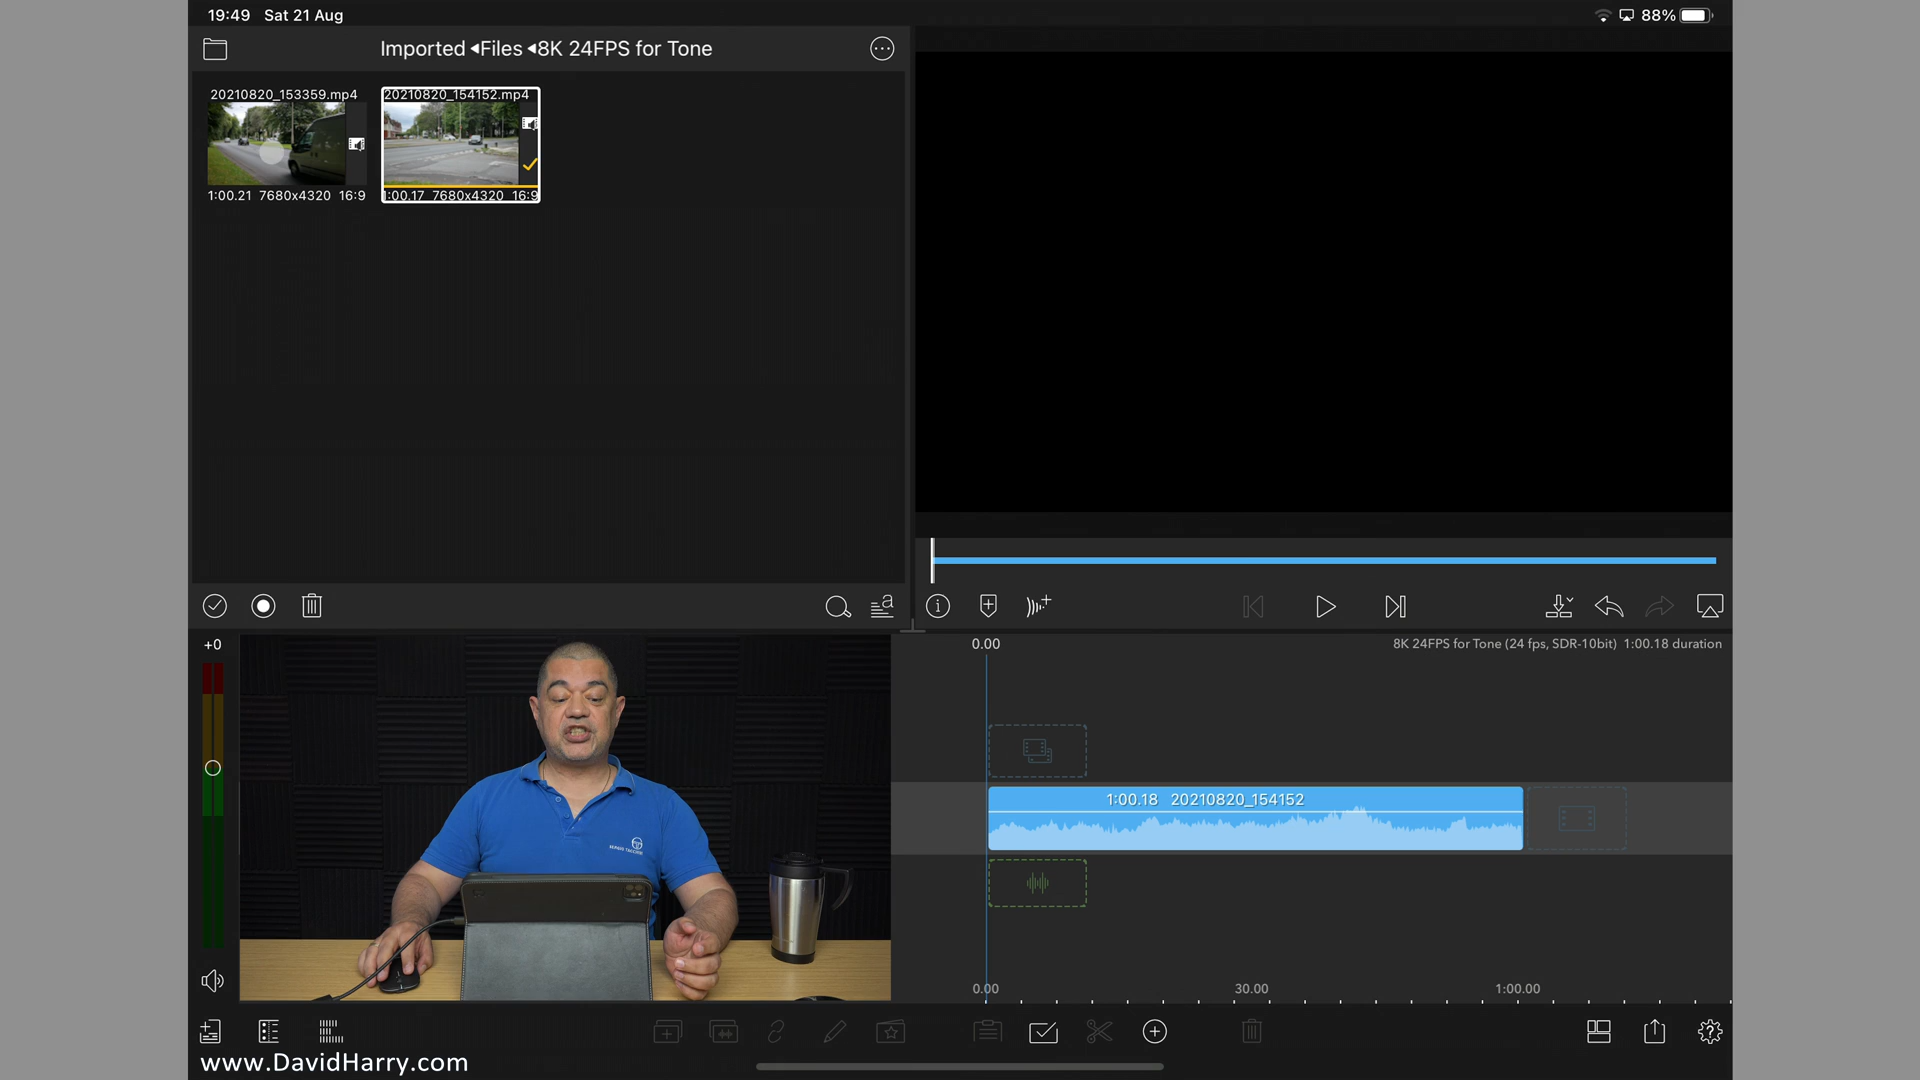 19:49 Sat 21 Aug
88%
Imported ◂Files ◂8K 24FPS for Tone
20210820_153359.mp4
20210820_154152.mp4
1:00.21 7680x4320 16:9
1:00.17 7680x4320 16:9
+0
0.00
8K 24FPS for Tone (24 fps, SDR-10bit) 1:00.18 duration
1:00.18 20210820_154152
SERGIO TACCHINI
0.00
30.00
1:00.00
www.DavidHarry.com